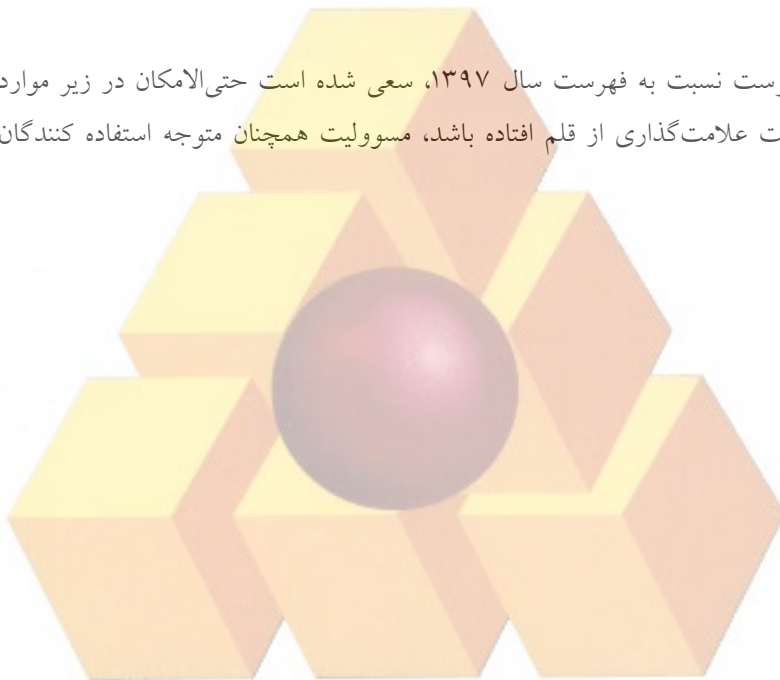 نسبت به فهرست سال ۱۳۹۷، سعی شده است حتی‌الامکان در زیر موارد
علامت‌گذاری از قلم افتاده باشد، مسوولیت همچنان متوجه استفاده کنندگان